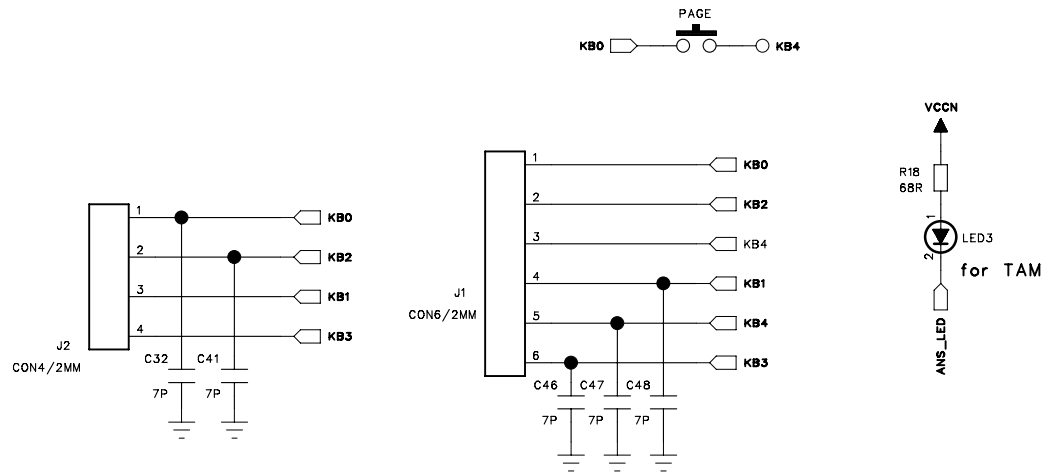 PAGE
KB0 KB4
VCCN
R18
68R
1
2
LED3
for TAM
ANS_LED
1 KB0
2 KB2
3 KB1
4 KB3
J2
CON4/2MM
C32 C41
7P 7P
1 KB0
2 KB2
3 KB4
4 KB1
5 KB4
6 KB3
J1
CON6/2MM
C46 C47 C48
7P 7P 7P